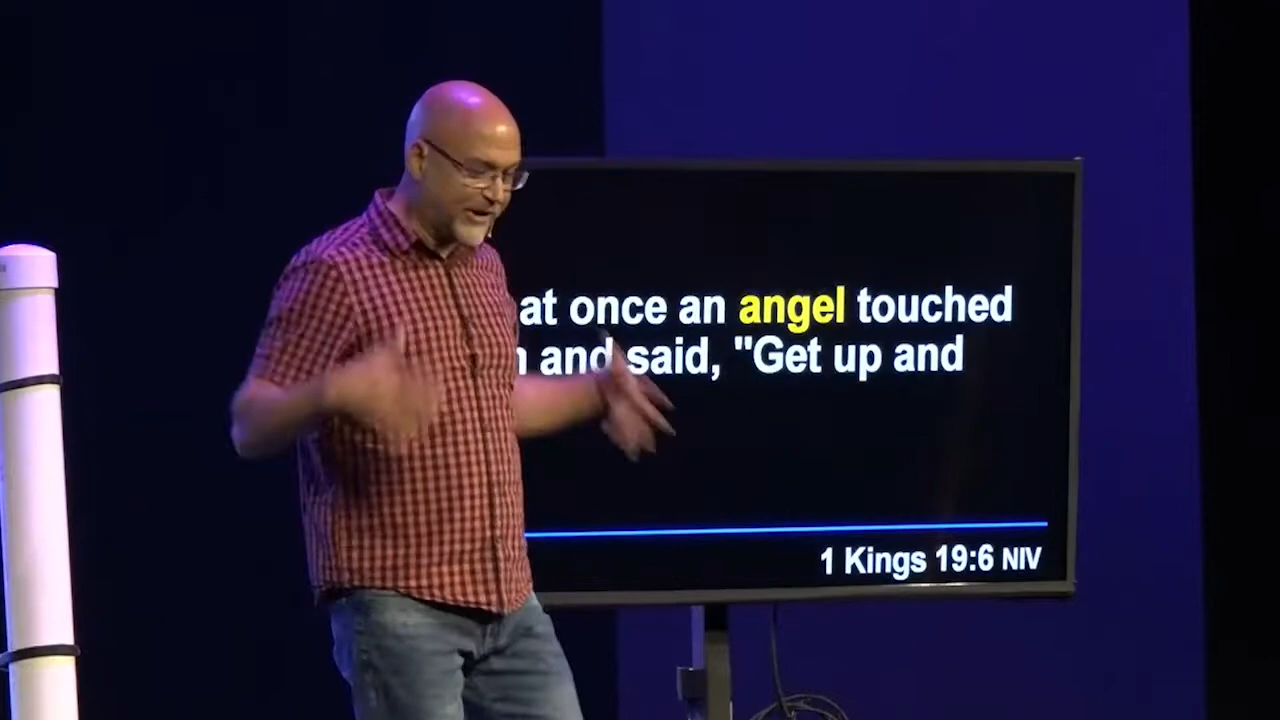 at once an angel touched
and said, "Get up and
1 Kings 19:6 NIV